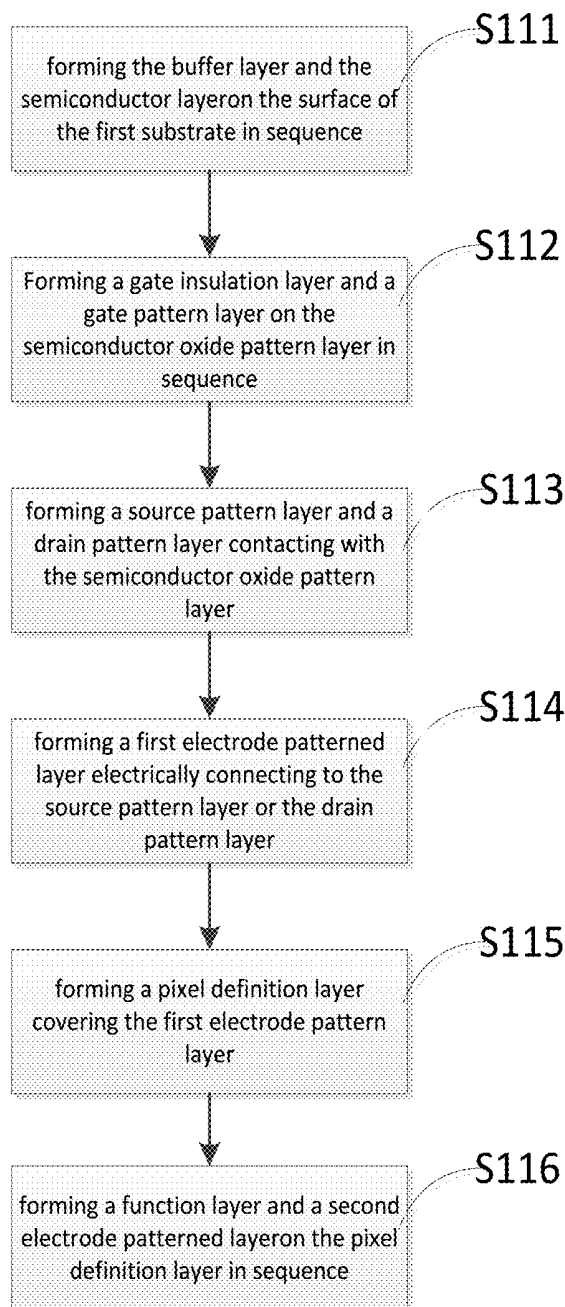 S111
forming the buffer layer and the
semiconductor layeron the surface of
the first substrate in sequence
S112
Forming a gate insulation layer and a
gate pattern layer on the
semiconductor oxide pattern layer in
sequence
S113
forming a source pattern layer and a
drain pattern layer contacting with
the semiconductor oxide pattern
layer
S114
forming a first electrode patterned
layer electrically connecting to the
source pattern layer or the drain
pattern layer
S115
forming a pixel definition layer
covering the first electrode pattern
layer
S116
forming a function layer and a second
electrode patterned layeron the pixel
definition layer in sequence